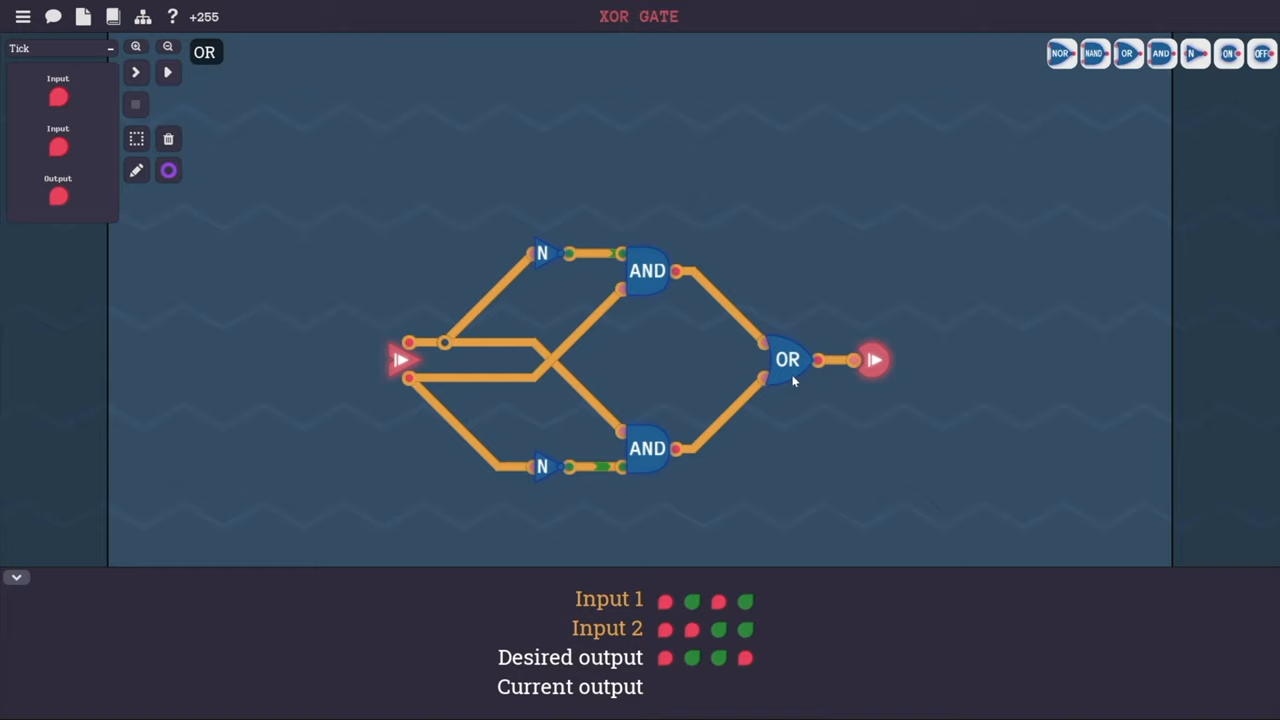 ? +255
XOR GATE
Tick
OR
NOR NAND OR AND N ON OFF
Input
Input
Output
N
AND
OR
AND
N
Input 1
Input 2
Desired output
Current output